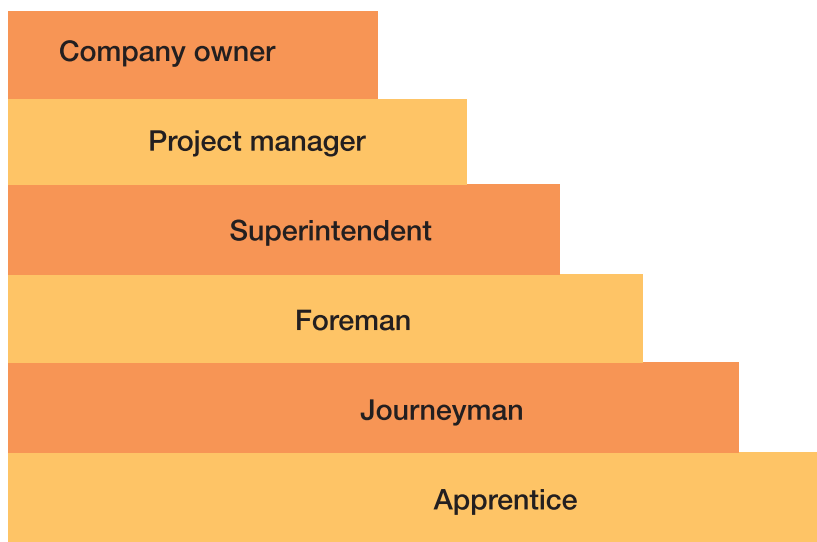 Company owner
Project manager
Superintendent
Foreman
Journeyman
Apprentice